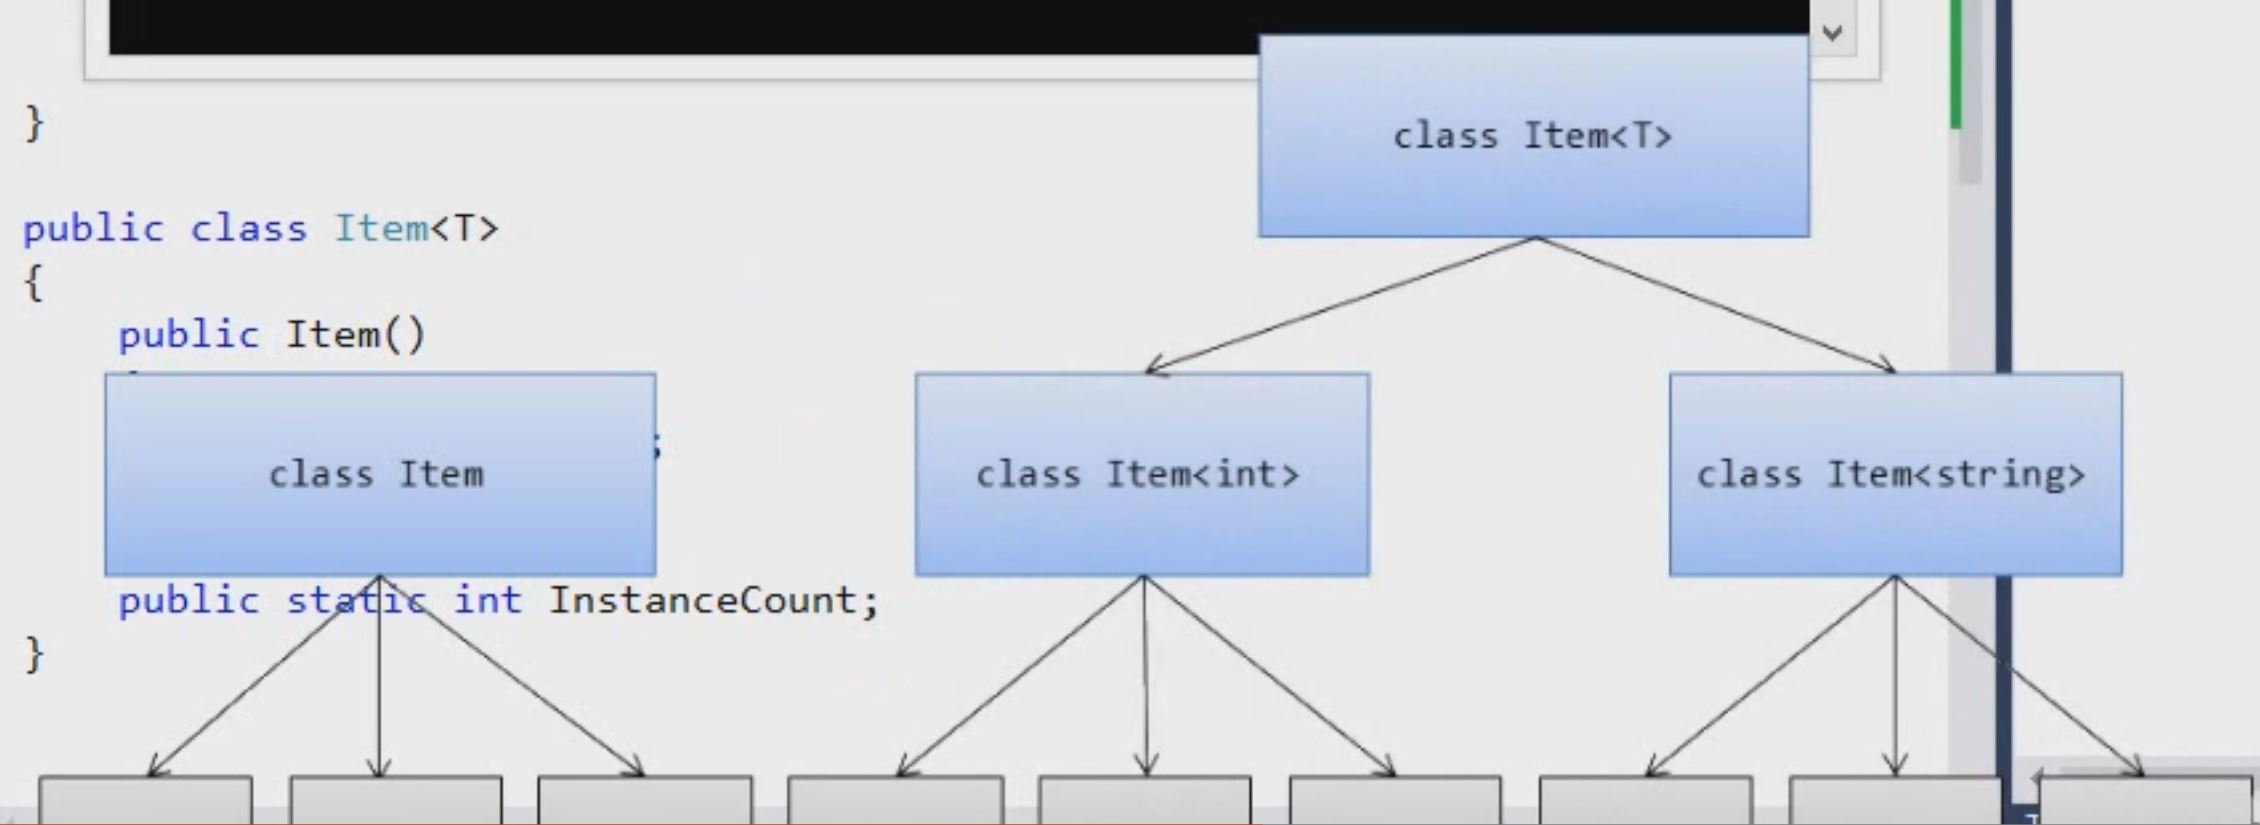 }
class Item<T>
public class Item<T>
{
public Item()
class Item
;
class Item<int>
class Item<string>
public static int InstanceCount;
}